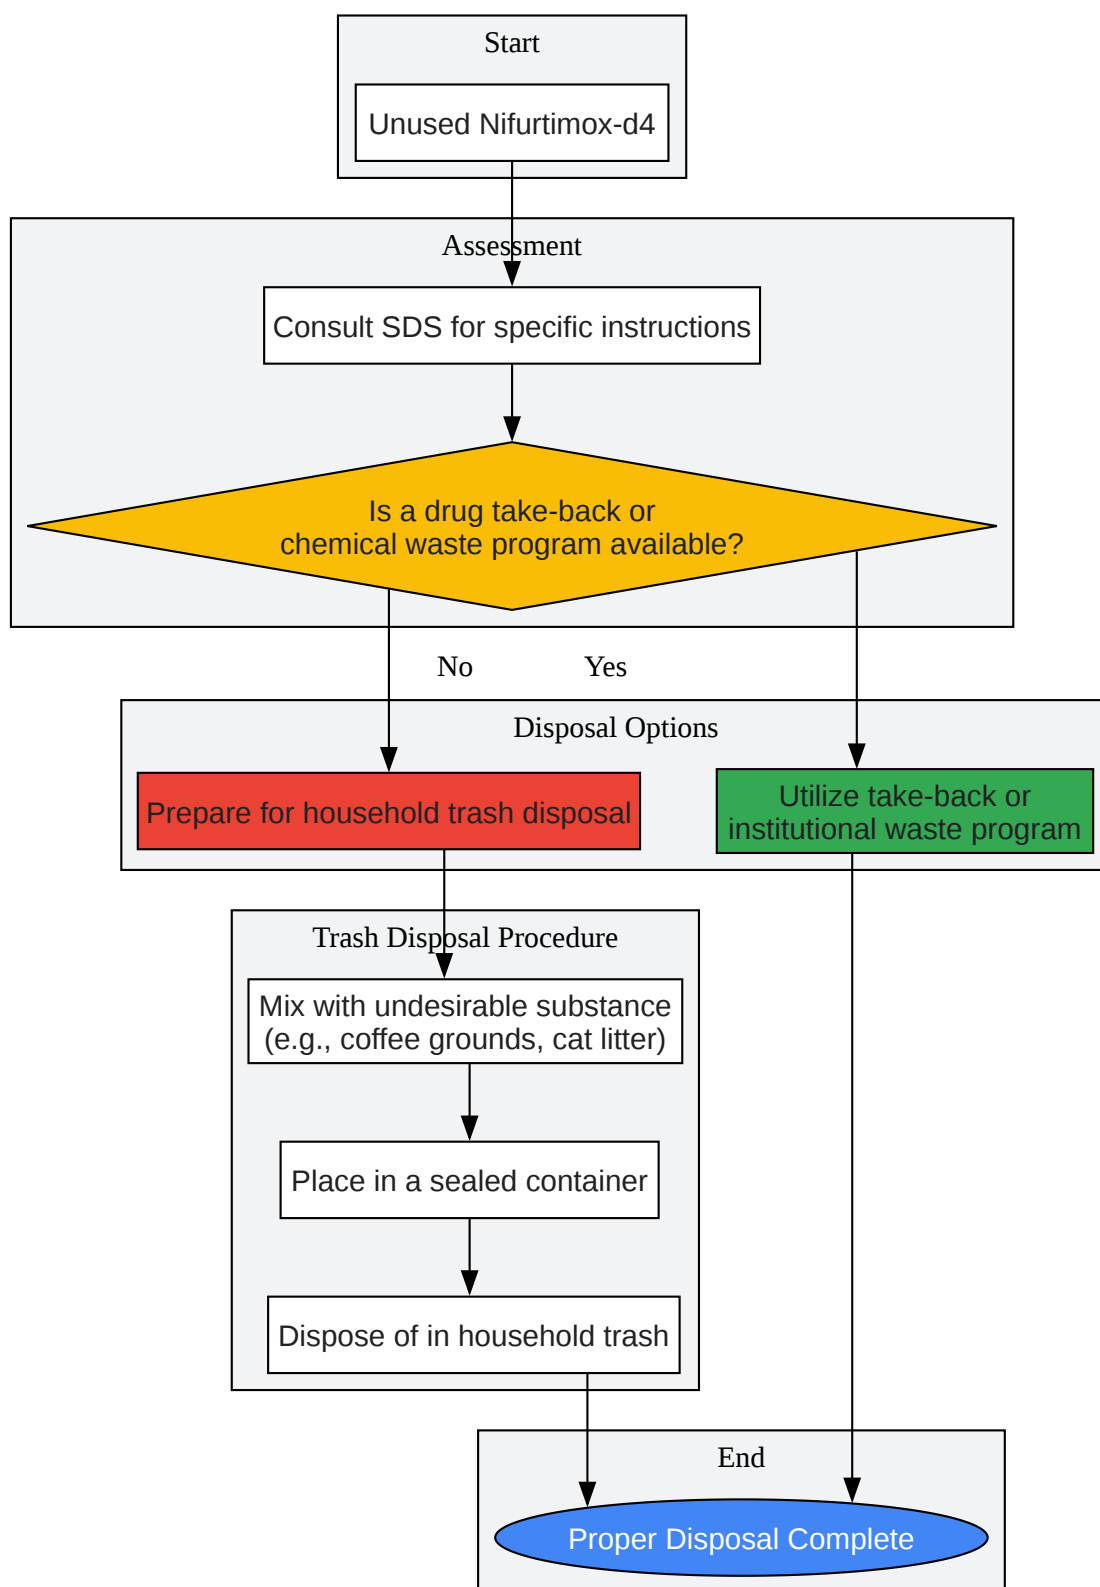 Start
Unused Nifurtimox-d4
Assessment
Consult SDS for specific instructions
Is a drug take-back or
chemical waste program available?
No
Yes
Disposal Options
Prepare for household trash disposal
Utilize take-back or
institutional waste program
Trash Disposal Procedure
Mix with undesirable substance
(e.g., coffee grounds, cat litter)
Place in a sealed container
Dispose of in household trash
End
Proper Disposal Complete